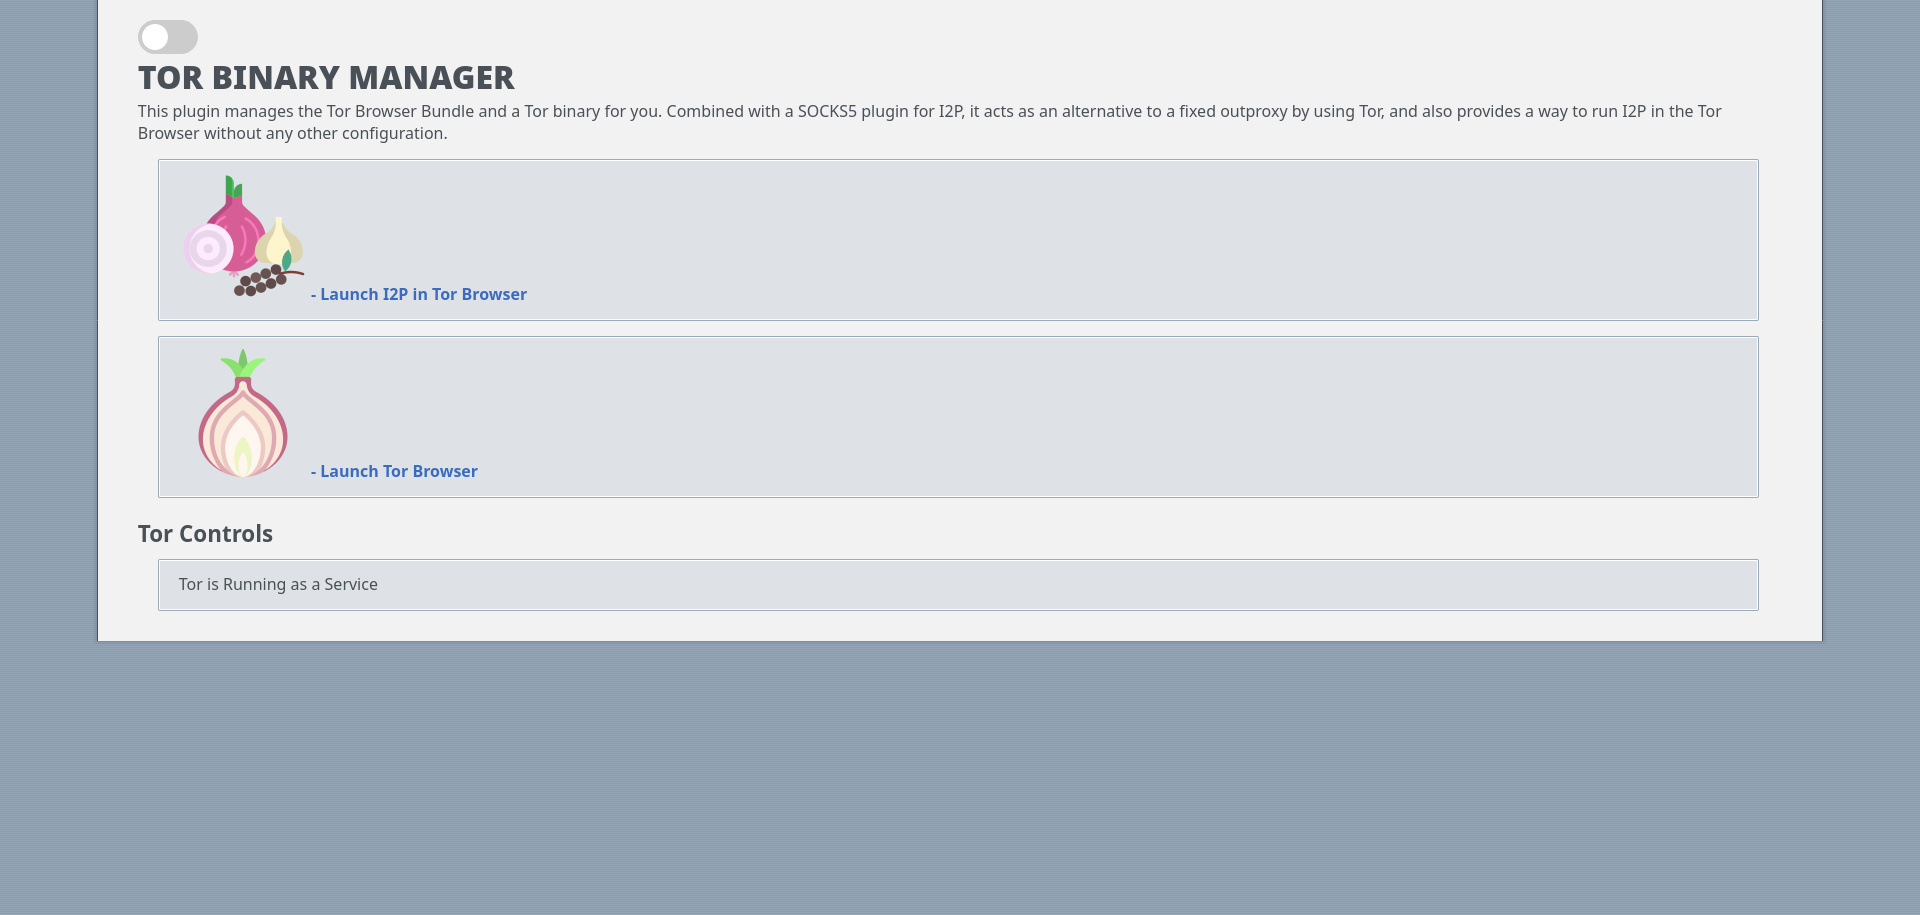 TOR BINARY MANAGER
This plugin manages the Tor Browser Bundle and a Tor binary for you. Combined with a SOCKS5 plugin for I2P, it acts as an alternative to a fixed outproxy by using Tor, and also provides a way to run I2P in the Tor
Browser without any other configuration.
- Launch I2P in Tor Browser
- Launch Tor Browser
Tor Controls
Tor is Running as a Service